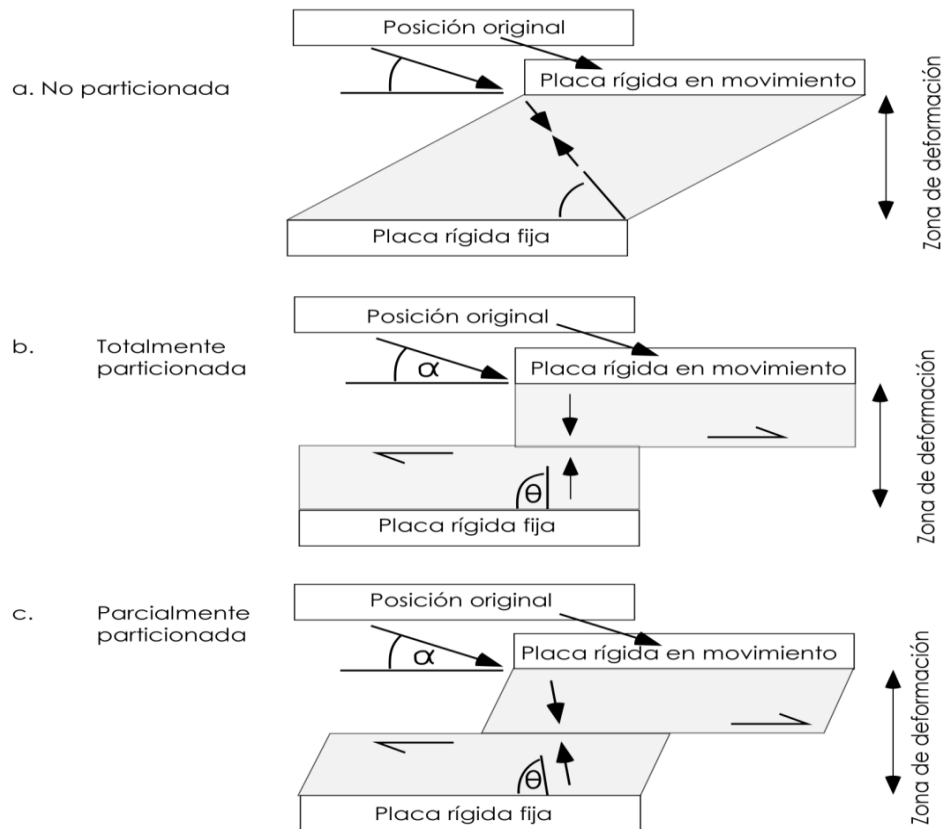 Posición original
a. No particionada
Placa rígida en movimiento
Placa rígida fija
Zona de deformación
Posición original
b. Totalmente
particionada
α
Placa rígida en movimiento
θ
Placa rígida fija
Zona de deformación
Posición original
c. Parcialmente
particionada
α
Placa rígida en movimiento
θ
Placa rígida fija
Zona de deformación